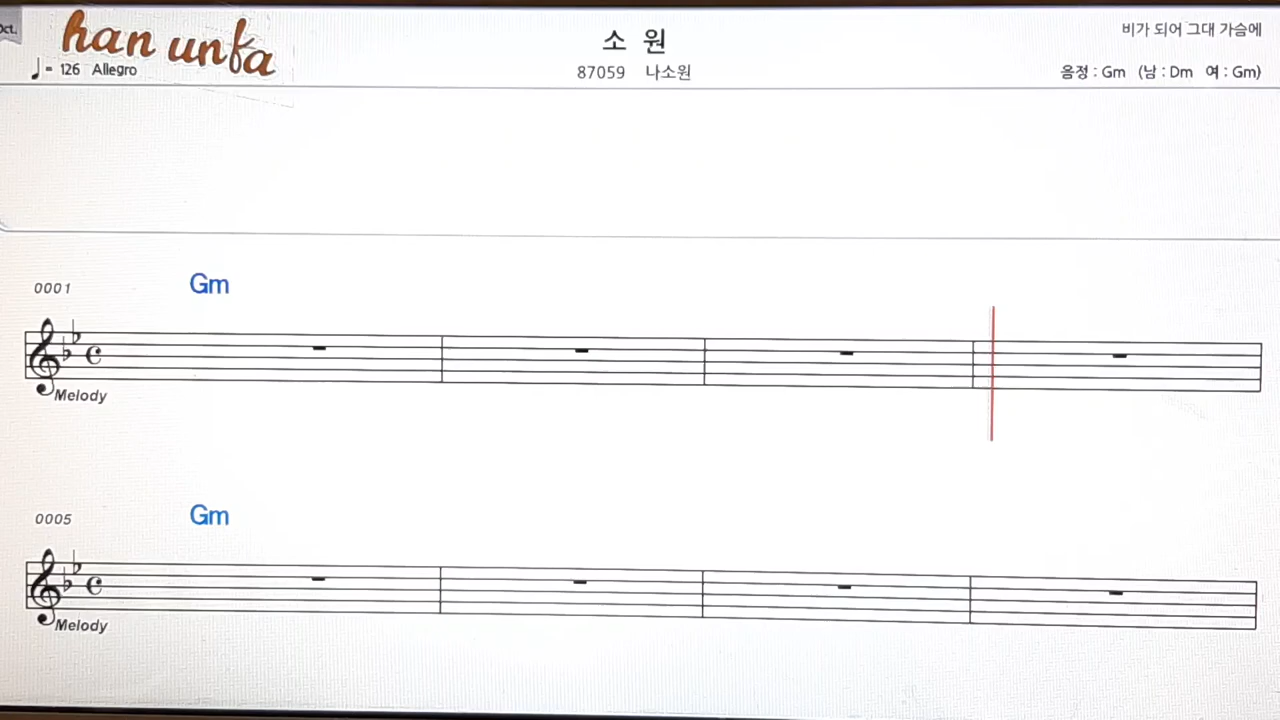 Oct.
han unfa
소 원
비가 되어 그대 가슴에
♩= 126 Allegro
87059 나소원
음정 : Gm (남 : Dm 여 : Gm)
0001
Gm
Melody
0005
Gm
Melody